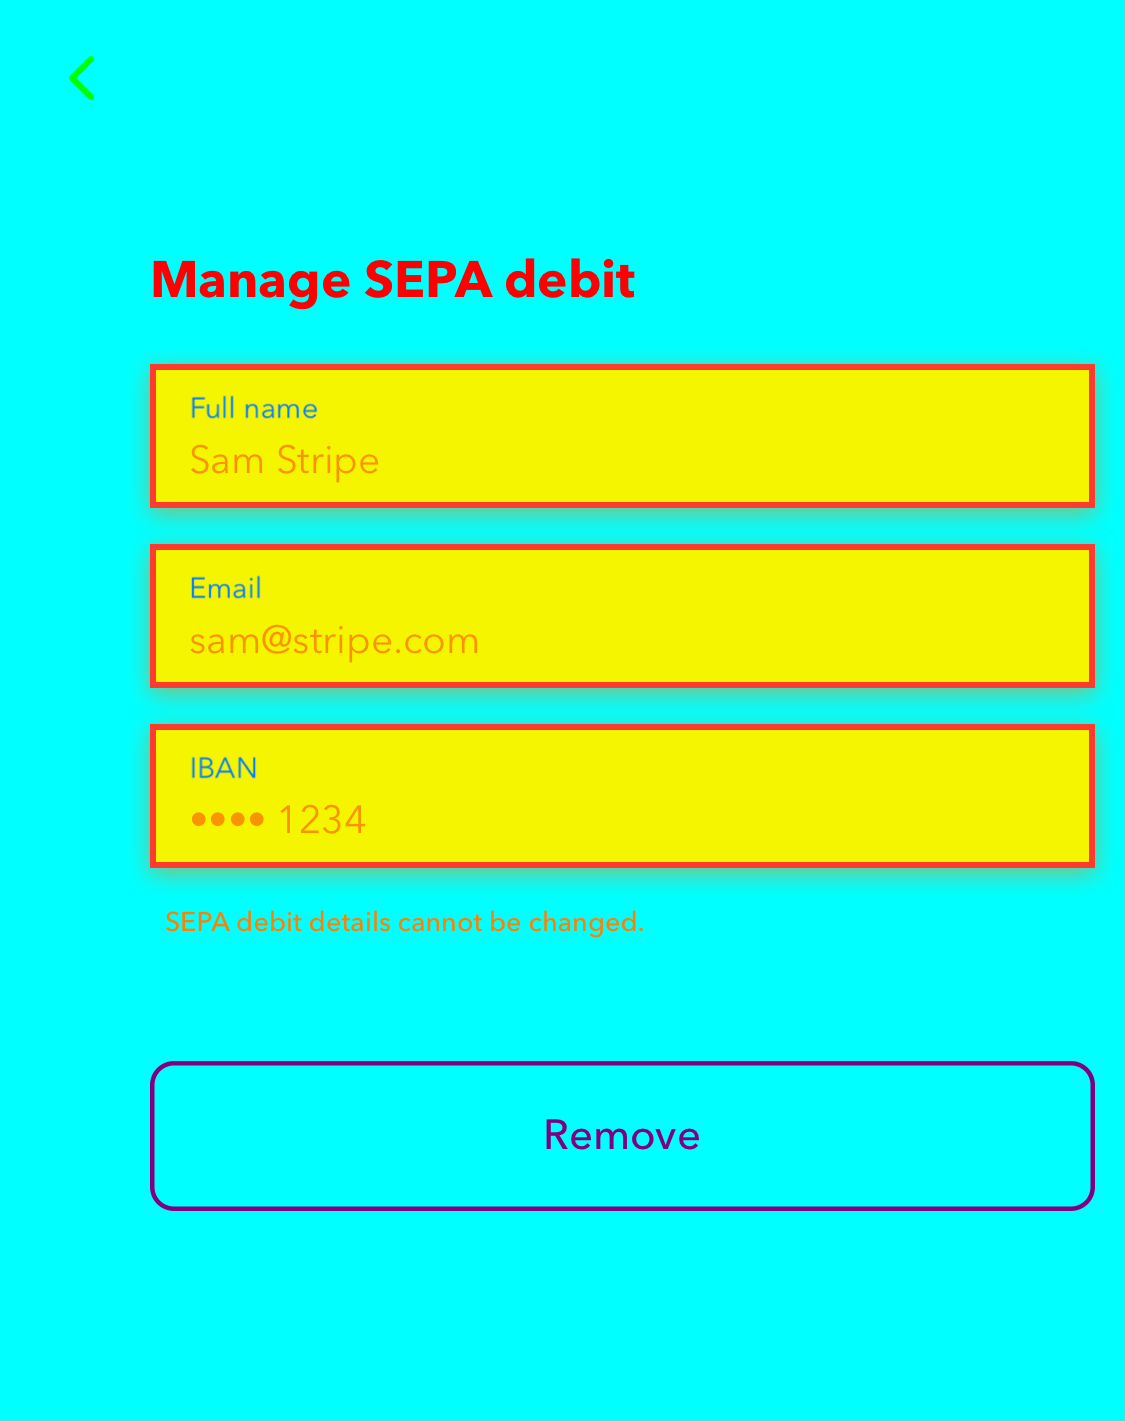 Manage SEPA debit
Full name
Sam Stripe
Email
sam@stripe.com
IBAN
•••• 1234
SEPA debit details cannot be changed.
Remove